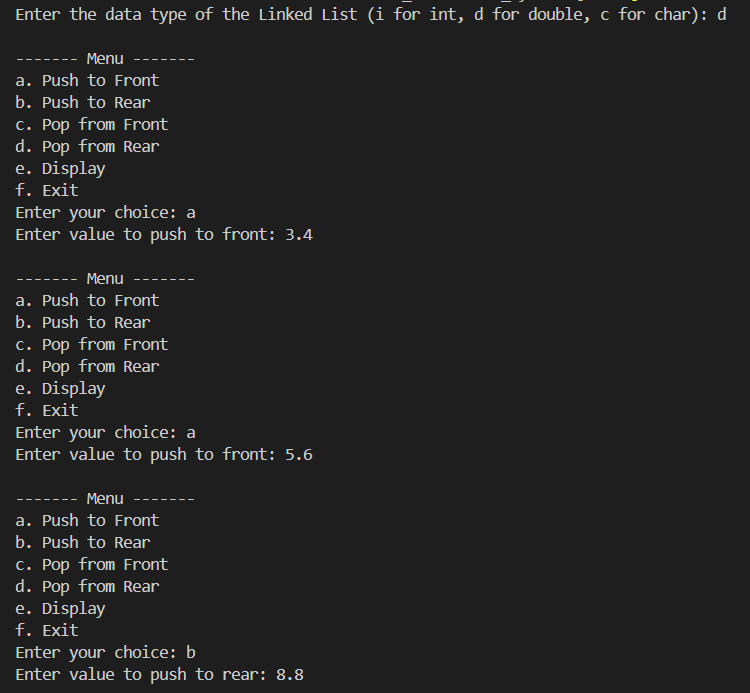 Enter the data type of the Linked List (i for int, d for double, c for char): d
------- Menu -------
a. Push to Front
b. Push to Rear
c. Pop from Front
d. Pop from Rear
e. Display
f. Exit
Enter your choice: a
Enter value to push to front: 3.4
------- Menu -------
a. Push to Front
b. Push to Rear
c. Pop from Front
d. Pop from Rear
e. Display
f. Exit
Enter your choice: a
Enter value to push to front: 5.6
------- Menu -------
a. Push to Front
b. Push to Rear
c. Pop from Front
d. Pop from Rear
e. Display
f. Exit
Enter your choice: b
Enter value to push to rear: 8.8